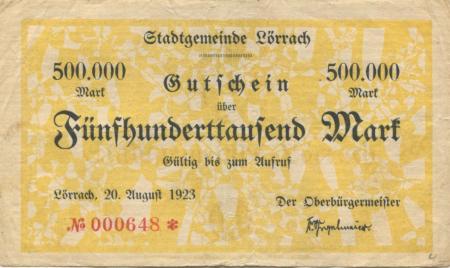 Stadtgemeinde Lörrach
500.000 Mark
Gutschein
500.000 Mark
über
Fünfhunderttausend Mark
Gültig bis zum Aufruf
Lörrach, 20. August 1923
Der Oberbürgermeister
№ 000648 *